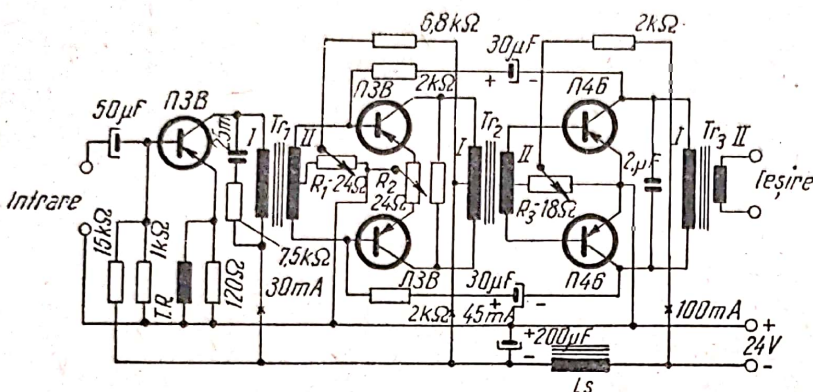 6,8kΩ
2kΩ
30μF
+ -
2kΩ
П3В
П3В
П4Б
50μF
25m
I
Tr1
II
I
Tr2
II
2μF
I
Tr3
II
R1-24Ω
R2
24Ω
R3-18Ω
Intrare
Ieșire
15kΩ
1kΩ
T.R.
120Ω
7,5kΩ
30mA
П3В
30μF
+ -
П4Б
2kΩ
45mA
100mA
+
200μF
-
+
24V
-
Ls